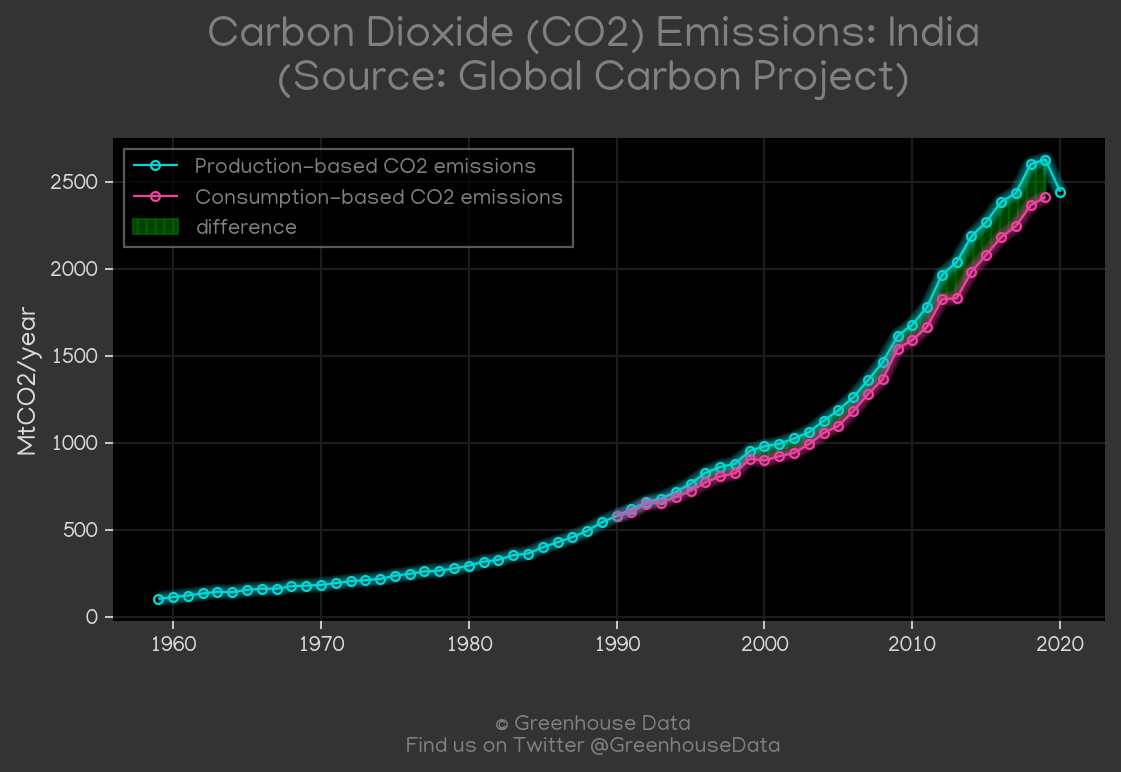 Carbon Dioxide (CO2) Emissions: India
(Source: Global Carbon Project)
Production-based CO2 emissions
Consumption-based CO2 emissions
difference
MtCO2/year
2500
2000
1500
1000
500
0
1960 1970 1980 1990 2000 2010 2020
© Greenhouse Data
Find us on Twitter @GreenhouseData